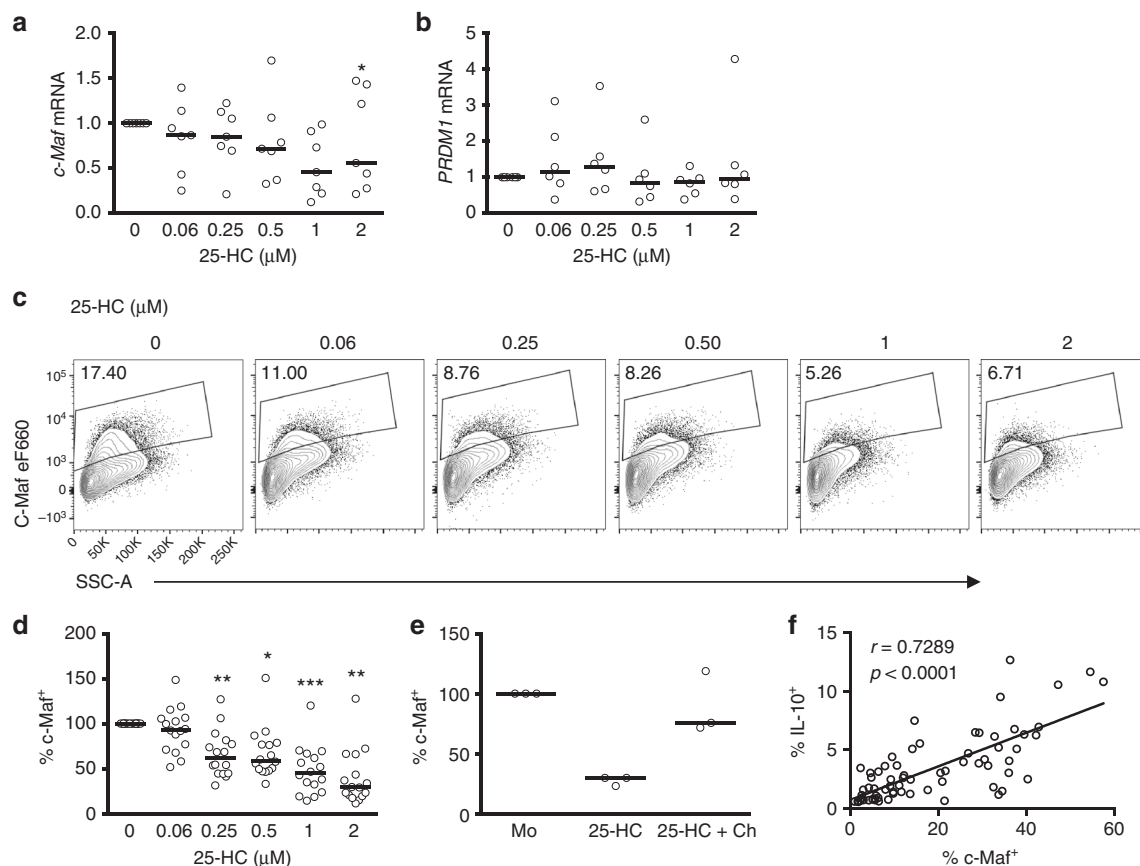 a
c-Maf mRNA
2.0
1.5
1.0
0.5
0.0
*
0 0.06 0.25 0.5 1 2
25-HC (μM)
b
PRDM1 mRNA
5
4
3
2
1
0
0 0.06 0.25 0.5 1 2
25-HC (μM)
c
25-HC (μM)
0 0.06 0.25 0.50 1 2
17.40 11.00 8.76 8.26 5.26 6.71
C-Maf eF660
10⁵
10⁴
10³
0
–10³
0 50K 100K 150K 200K 250K
SSC-A
d
% c-Maf⁺
200
150
100
50
0
** * *** **
0 0.06 0.25 0.5 1 2
25-HC (μM)
e
% c-Maf⁺
150
100
50
0
Mo 25-HC 25-HC + Ch
f
% IL-10⁺
15
10
5
0
r = 0.7289
p < 0.0001
0 20 40 60
% c-Maf⁺